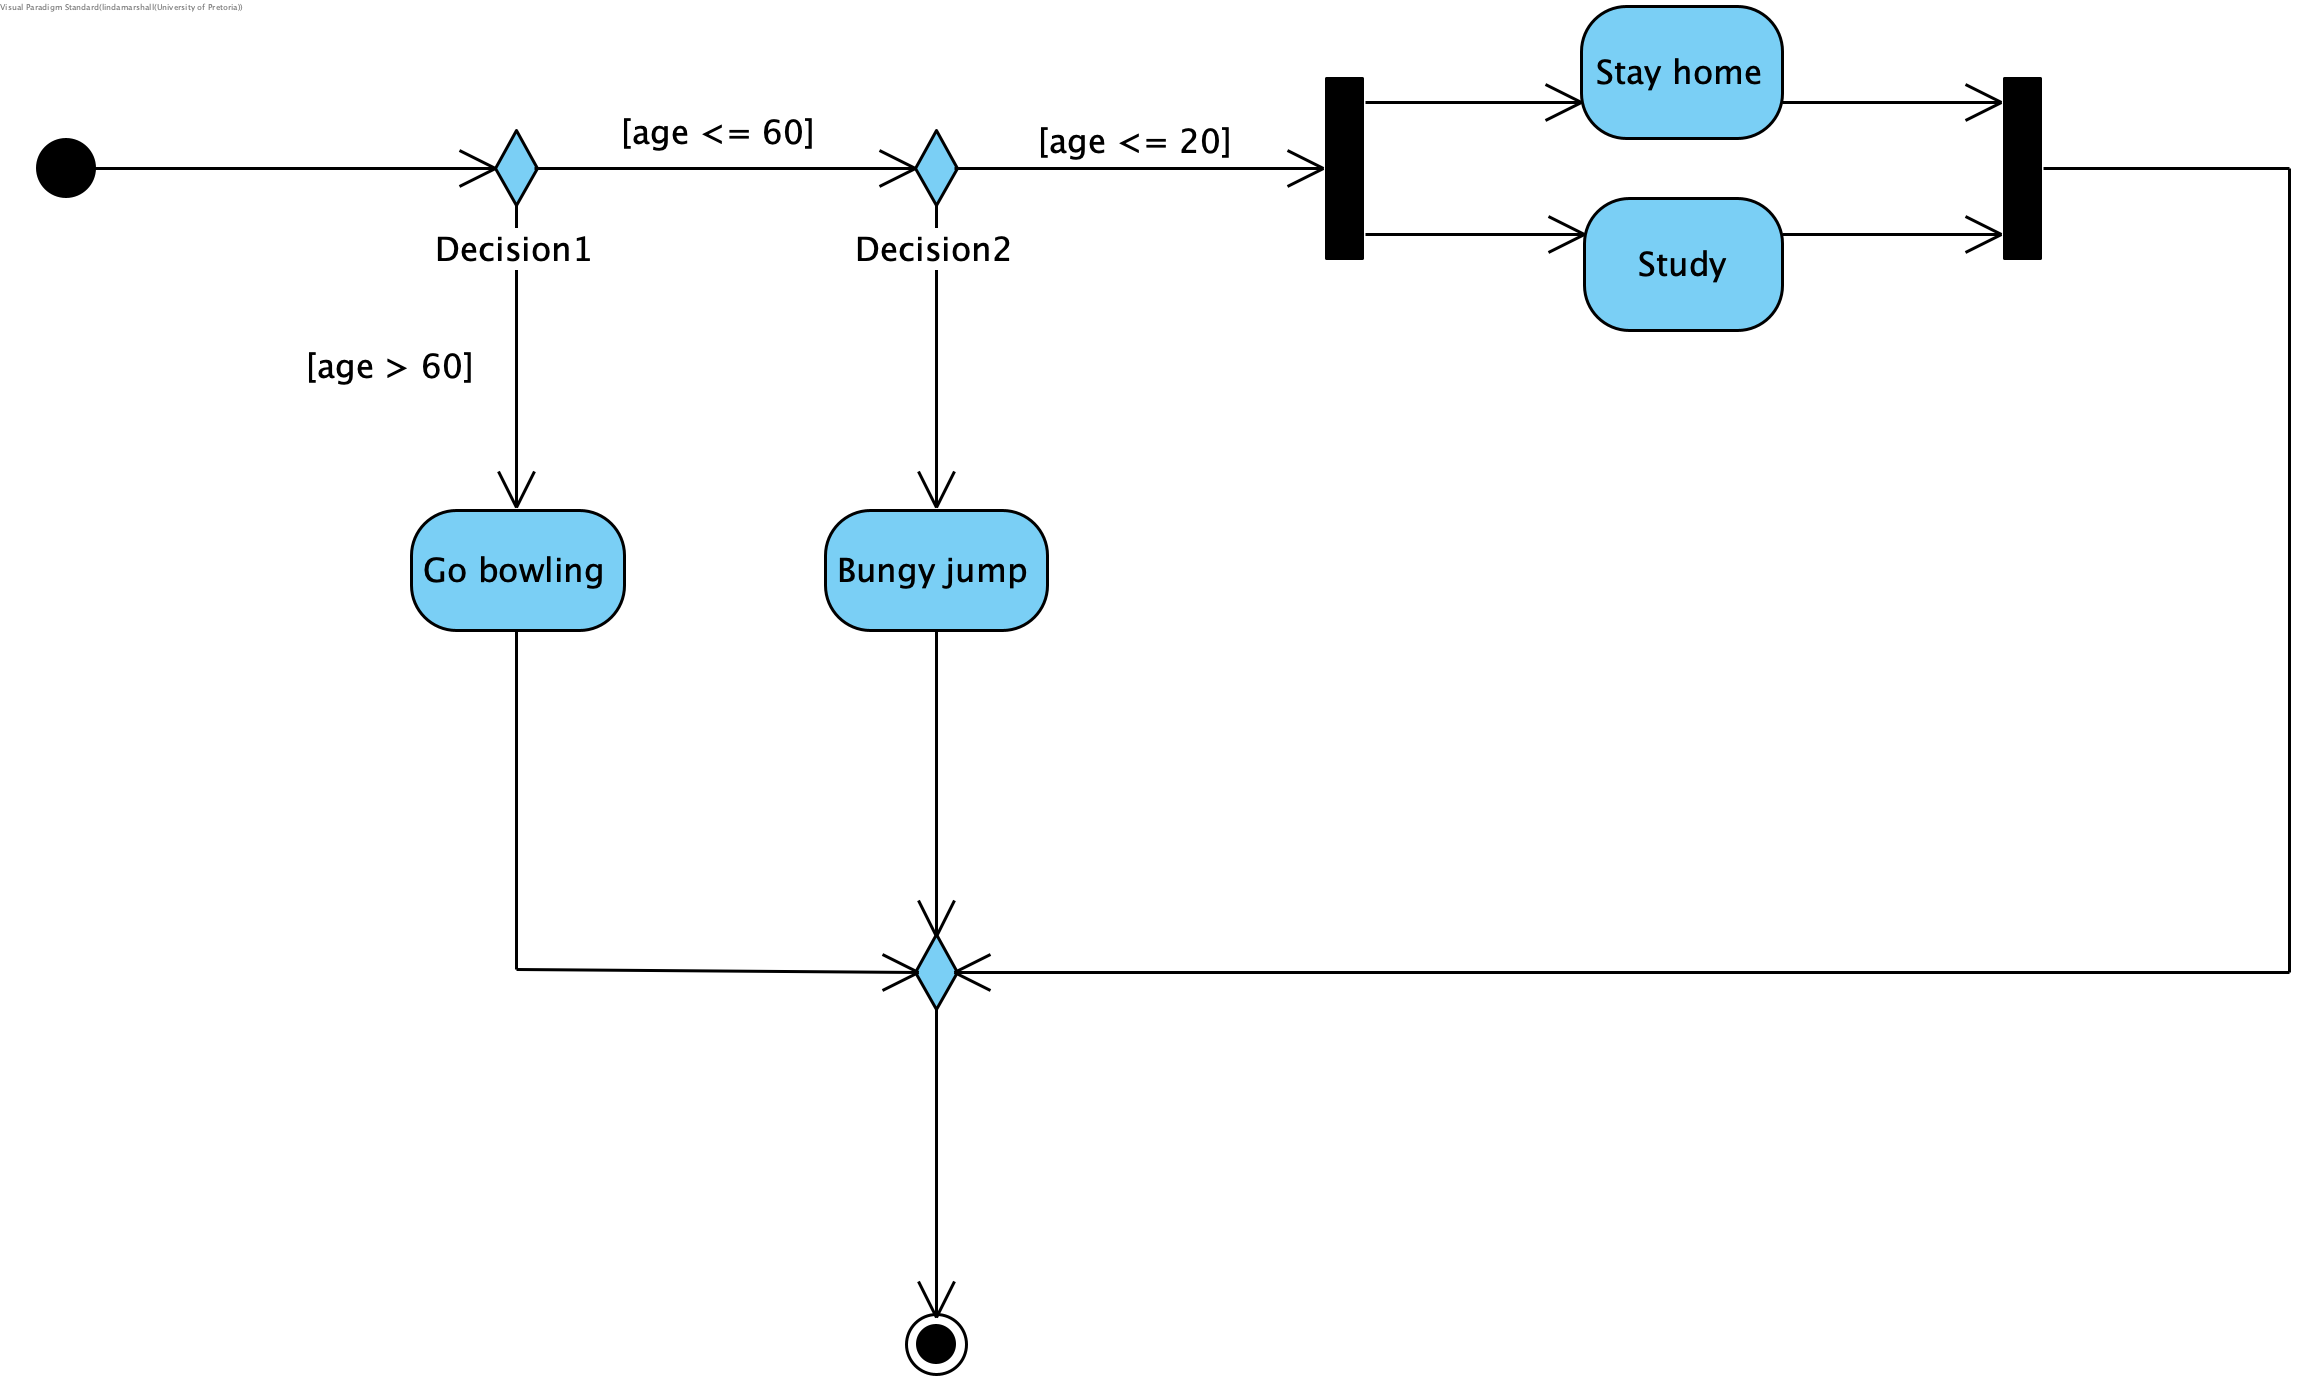 Visual Paradigm Standard(lindamarshall(University of Pretoria))
Stay home
[age <= 60]
[age <= 20]
Decision1
Decision2
Study
[age > 60]
Go bowling
Bungy jump